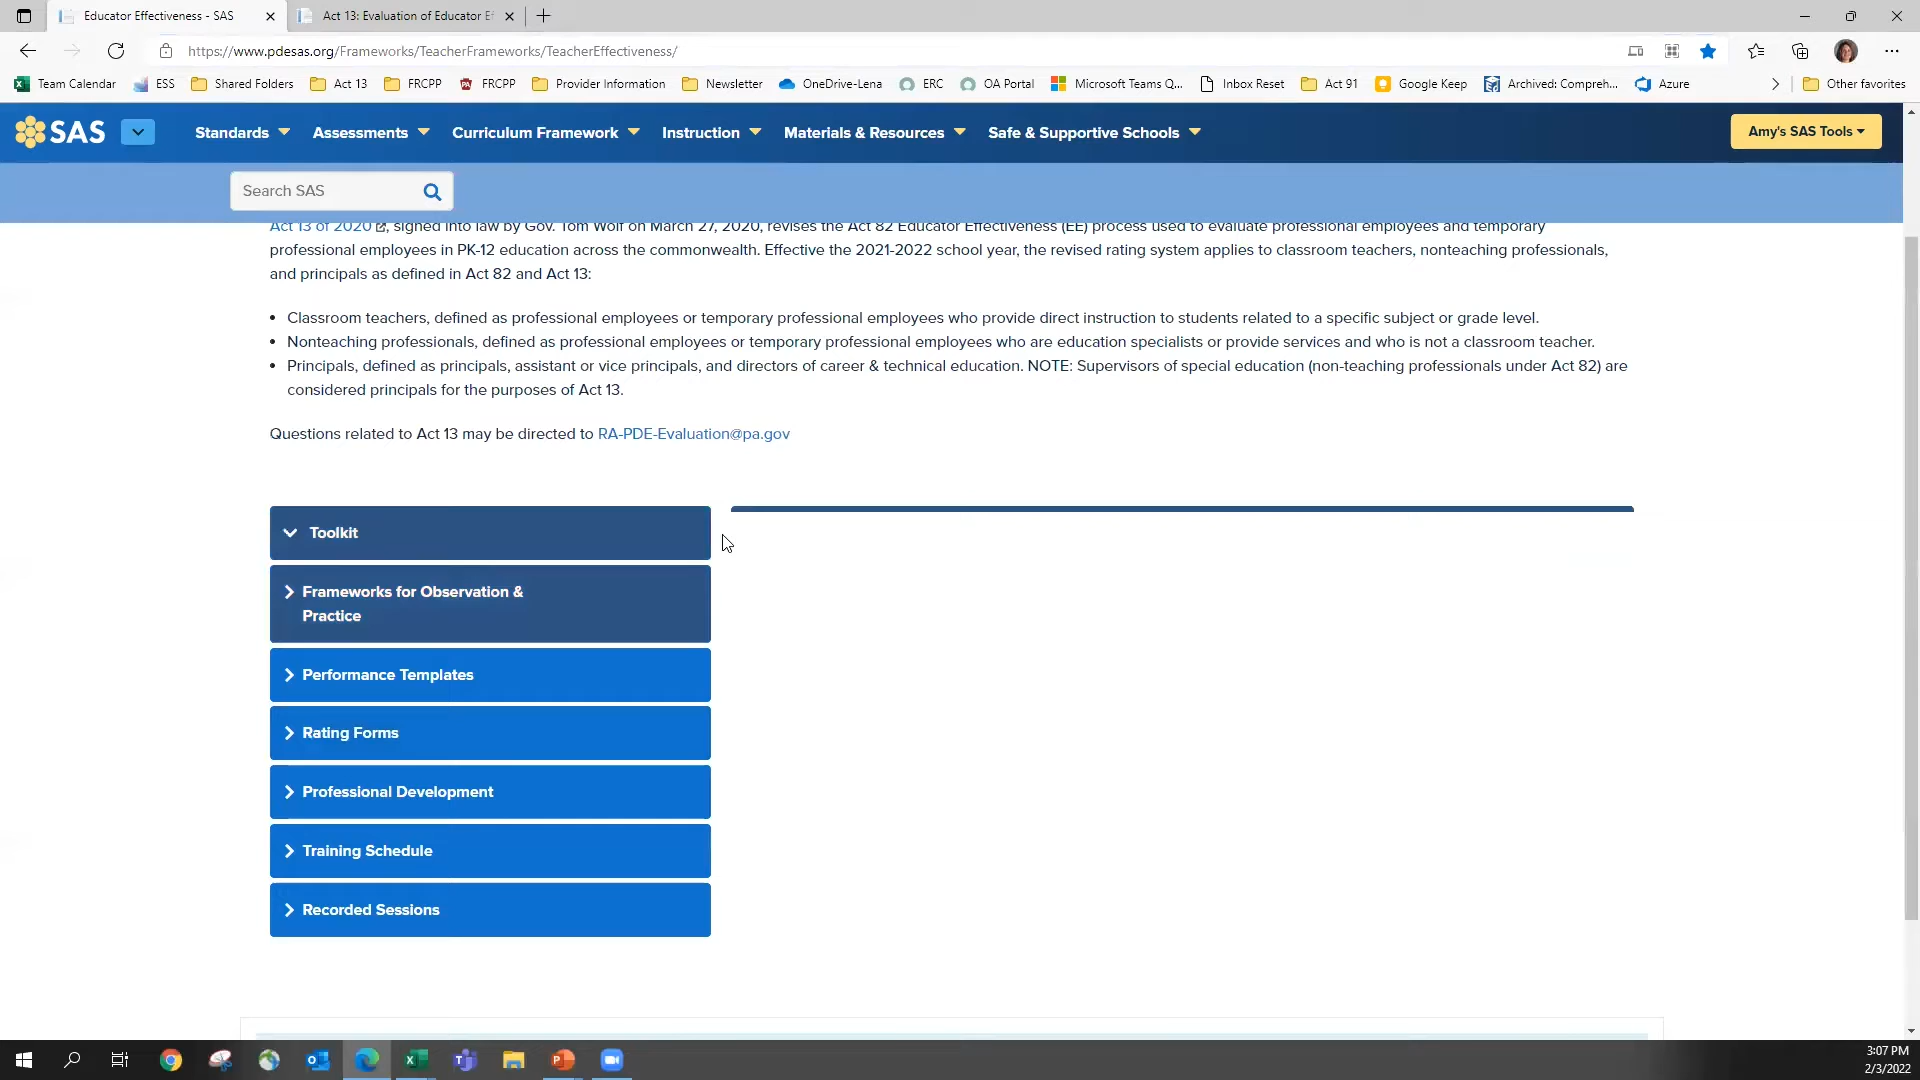 Educator Effectiveness - SAS
Act 13: Evaluation of Educator Ef
https://www.pdesas.org/Frameworks/TeacherFrameworks/TeacherEffectiveness/
Team Calendar ESS Shared Folders Act 13 FRCPP FRCPP Provider Information Newsletter OneDrive-Lena ERC OA Portal Microsoft Teams Q... Inbox Reset Act 91 Google Keep Archived: Compreh... Azure Other favorites
SAS Standards Assessments Curriculum Framework Instruction Materials & Resources Safe & Supportive Schools Amy's SAS Tools
Search SAS
Act 13 of 2020, signed into law by Gov. Tom Wolf on March 27, 2020, revises the Act 82 Educator Effectiveness (EE) process used to evaluate professional employees and temporary
professional employees in PK-12 education across the commonwealth. Effective the 2021-2022 school year, the revised rating system applies to classroom teachers, nonteaching professionals,
and principals as defined in Act 82 and Act 13:
• Classroom teachers, defined as professional employees or temporary professional employees who provide direct instruction to students related to a specific subject or grade level.
• Nonteaching professionals, defined as professional employees or temporary professional employees who are education specialists or provide services and who is not a classroom teacher.
• Principals, defined as principals, assistant or vice principals, and directors of career & technical education. NOTE: Supervisors of special education (non-teaching professionals under Act 82) are
considered principals for the purposes of Act 13.
Questions related to Act 13 may be directed to RA-PDE-Evaluation@pa.gov
Toolkit
Frameworks for Observation &
Practice
Performance Templates
Rating Forms
Professional Development
Training Schedule
Recorded Sessions
3:07 PM
2/3/2022